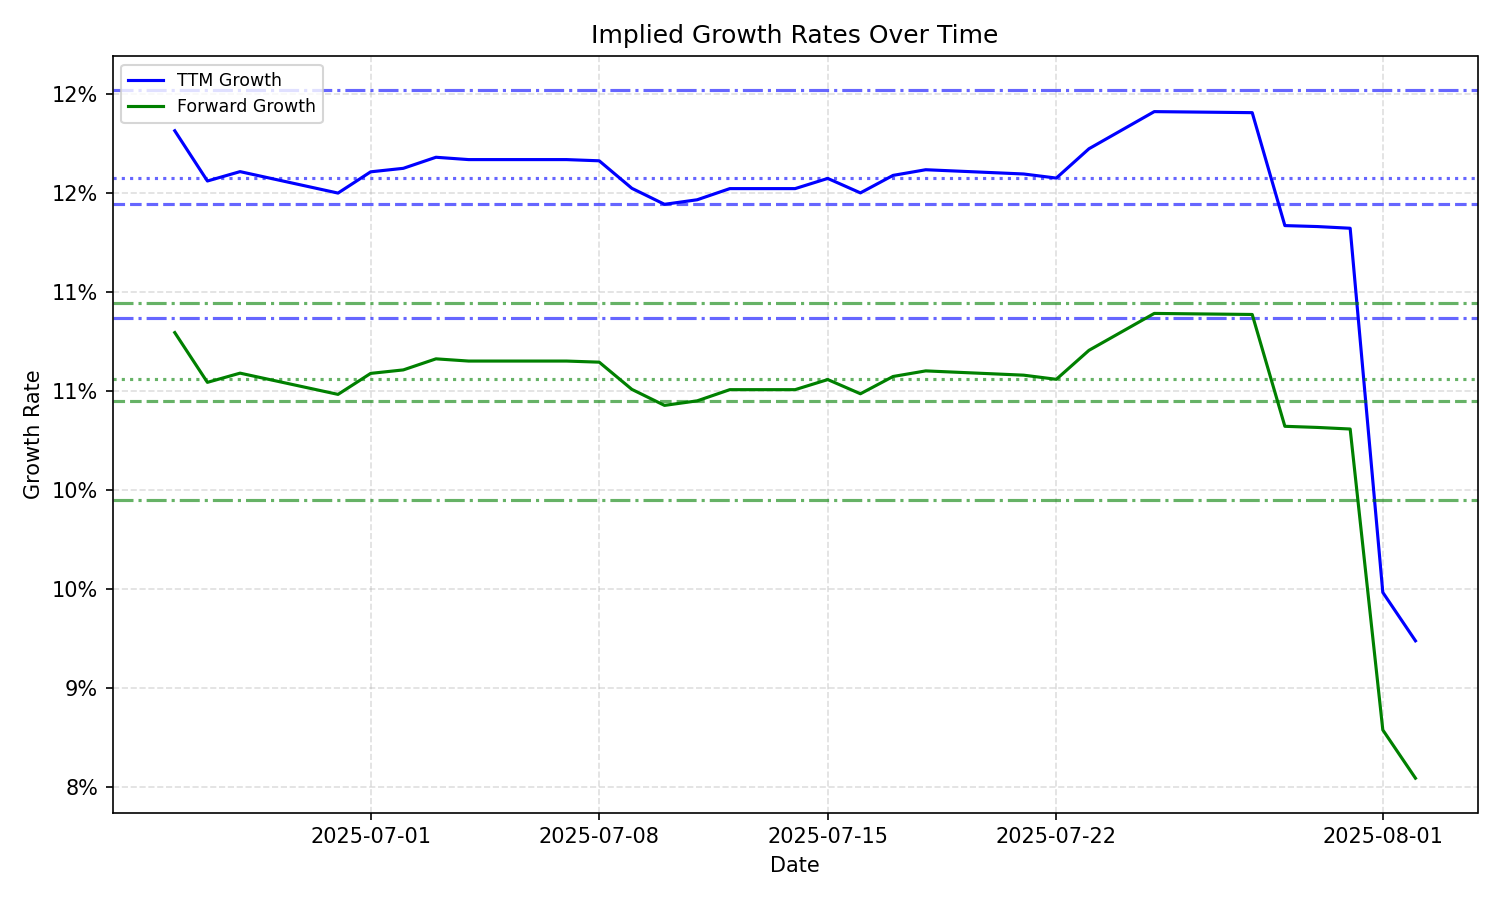 Implied Growth Rates Over Time
TTM Growth
Forward Growth
12%
12%
11%
11%
10%
10%
9%
8%
Growth Rate
2025-07-01
2025-07-08
2025-07-15
2025-07-22
2025-08-01
Date